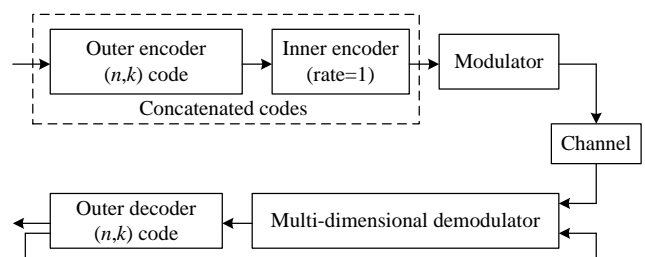 Outer encoder
(n,k) code
Inner encoder
(rate=1)
Concatenated codes
Modulator
Channel
Outer decoder
(n,k) code
Multi-dimensional demodulator